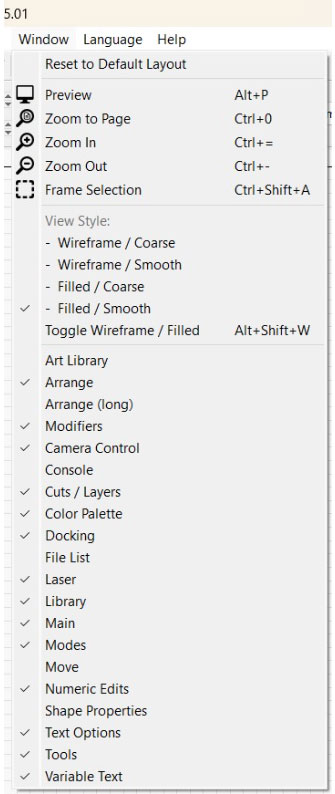 5.01
Window Language Help
Reset to Default Layout
Preview Alt+P
Zoom to Page Ctrl+0
Zoom In Ctrl+=
Zoom Out Ctrl+-
Frame Selection Ctrl+Shift+A
View Style:
- Wireframe / Coarse
- Wireframe / Smooth
- Filled / Coarse
- Filled / Smooth
Toggle Wireframe / Filled Alt+Shift+W
Art Library
Arrange
Arrange (long)
Modifiers
Camera Control
Console
Cuts / Layers
Color Palette
Docking
File List
Laser
Library
Main
Modes
Move
Numeric Edits
Shape Properties
Text Options
Tools
Variable Text